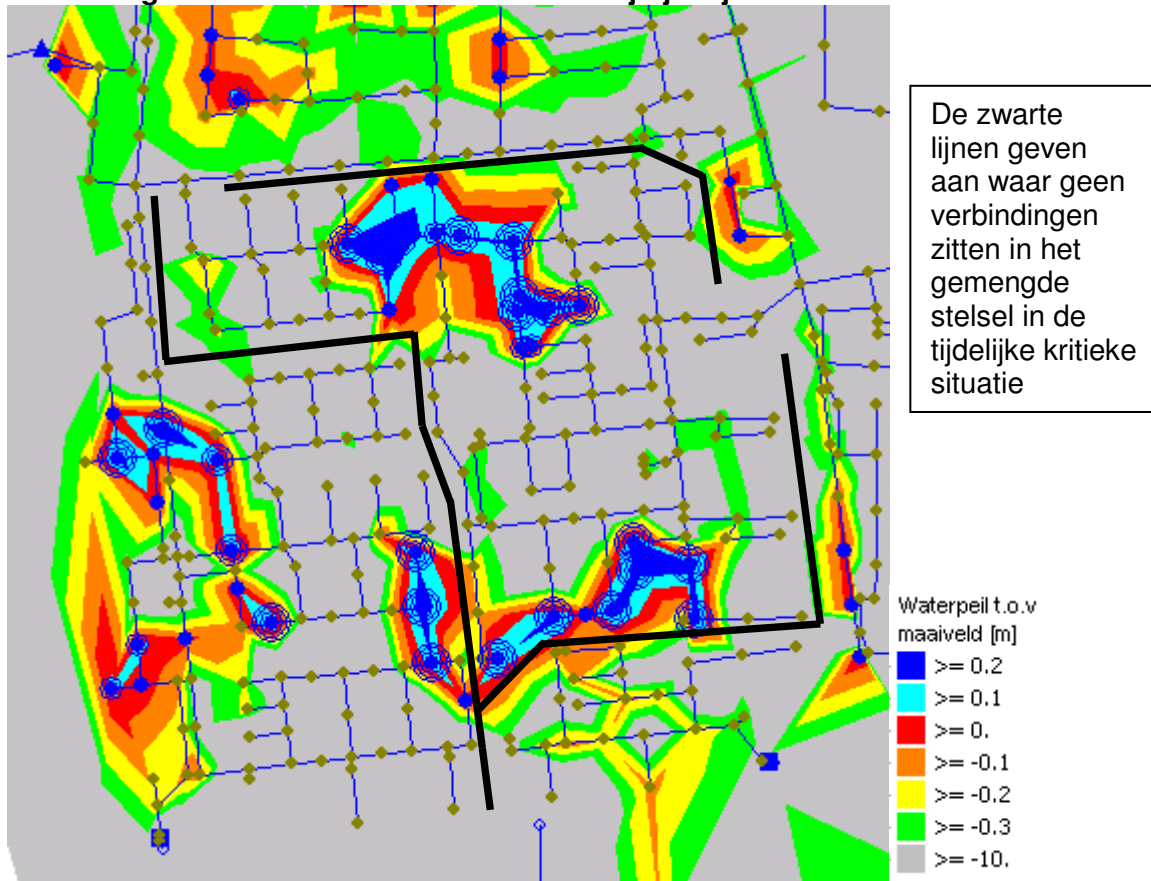 De zwarte
lijnen geven
aan waar geen
verbindingen
zitten in het
gemengde
stelsel in de
tijdelijke kritieke
situatie
Waterpeil t.o.v
maaiveld [m]
>= 0.2
>= 0.1
>= 0.
>= -0.1
>= -0.2
>= -0.3
>= -10.